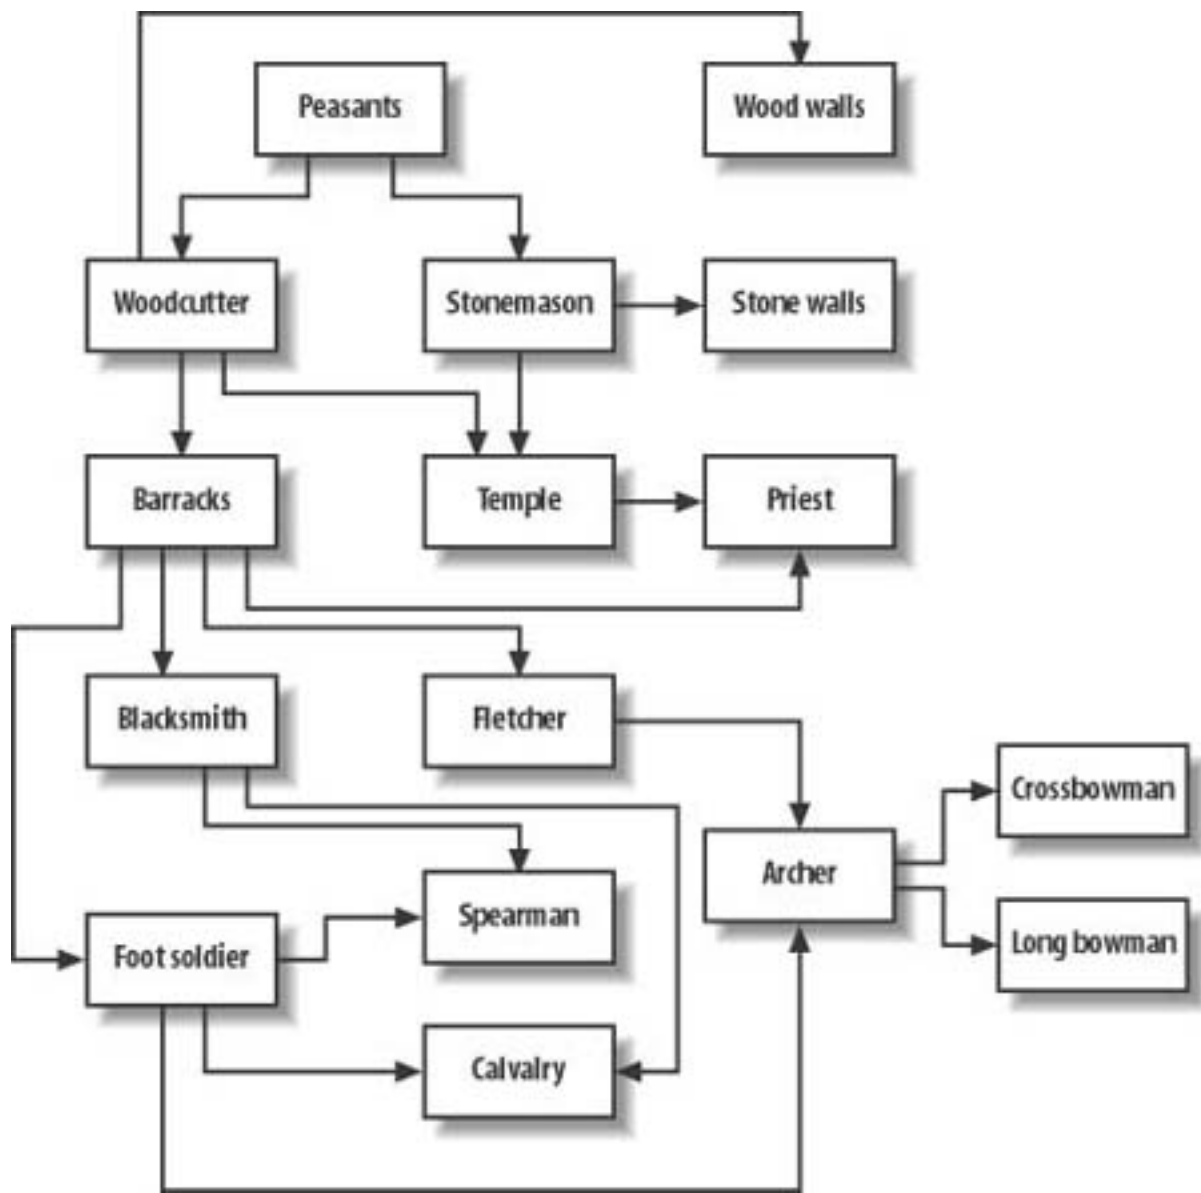 Peasants
Wood walls
Woodcutter
Stonemason
Stone walls
Barracks
Temple
Priest
Blacksmith
Fletcher
Crossbowman
Archer
Spearman
Long bowman
Foot soldier
Calvalry